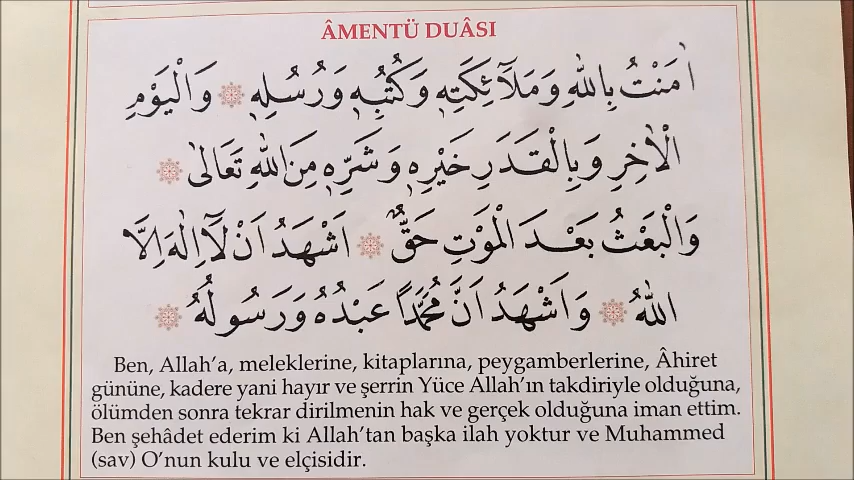 ÂMENTÜ DUÂSI
اٰمَنْتُ بِاللّٰهِ وَمَلٰٓائِكَتِهٖ وَكُتُبِهٖ وَرُسُلِهٖ ۞ وَالْيَوْمِ
الْاٰخِرِ وَبِالْقَدَرِ خَيْرِهٖ وَشَرِّهٖ مِنَ اللّٰهِ تَعَالٰى ۞
وَالْبَعْثُ بَعْدَ الْمَوْتِ حَقٌّ ۞ اَشْهَدُ اَنْ لَٓا اِلٰهَ اِلَّا
اللّٰهُ ۞ وَاَشْهَدُ اَنَّ مُحَمَّدًا عَبْدُهُ وَرَسُولُهُ ۞
Ben, Allah’a, meleklerine, kitaplarına, peygamberlerine, Âhiret
gününe, kadere yani hayır ve şerrin Yüce Allah’ın takdiriyle olduğuna,
ölümden sonra tekrar dirilmenin hak ve gerçek olduğuna iman ettim.
Ben şehâdet ederim ki Allah’tan başka ilah yoktur ve Muhammed
(sav) O’nun kulu ve elçisidir.